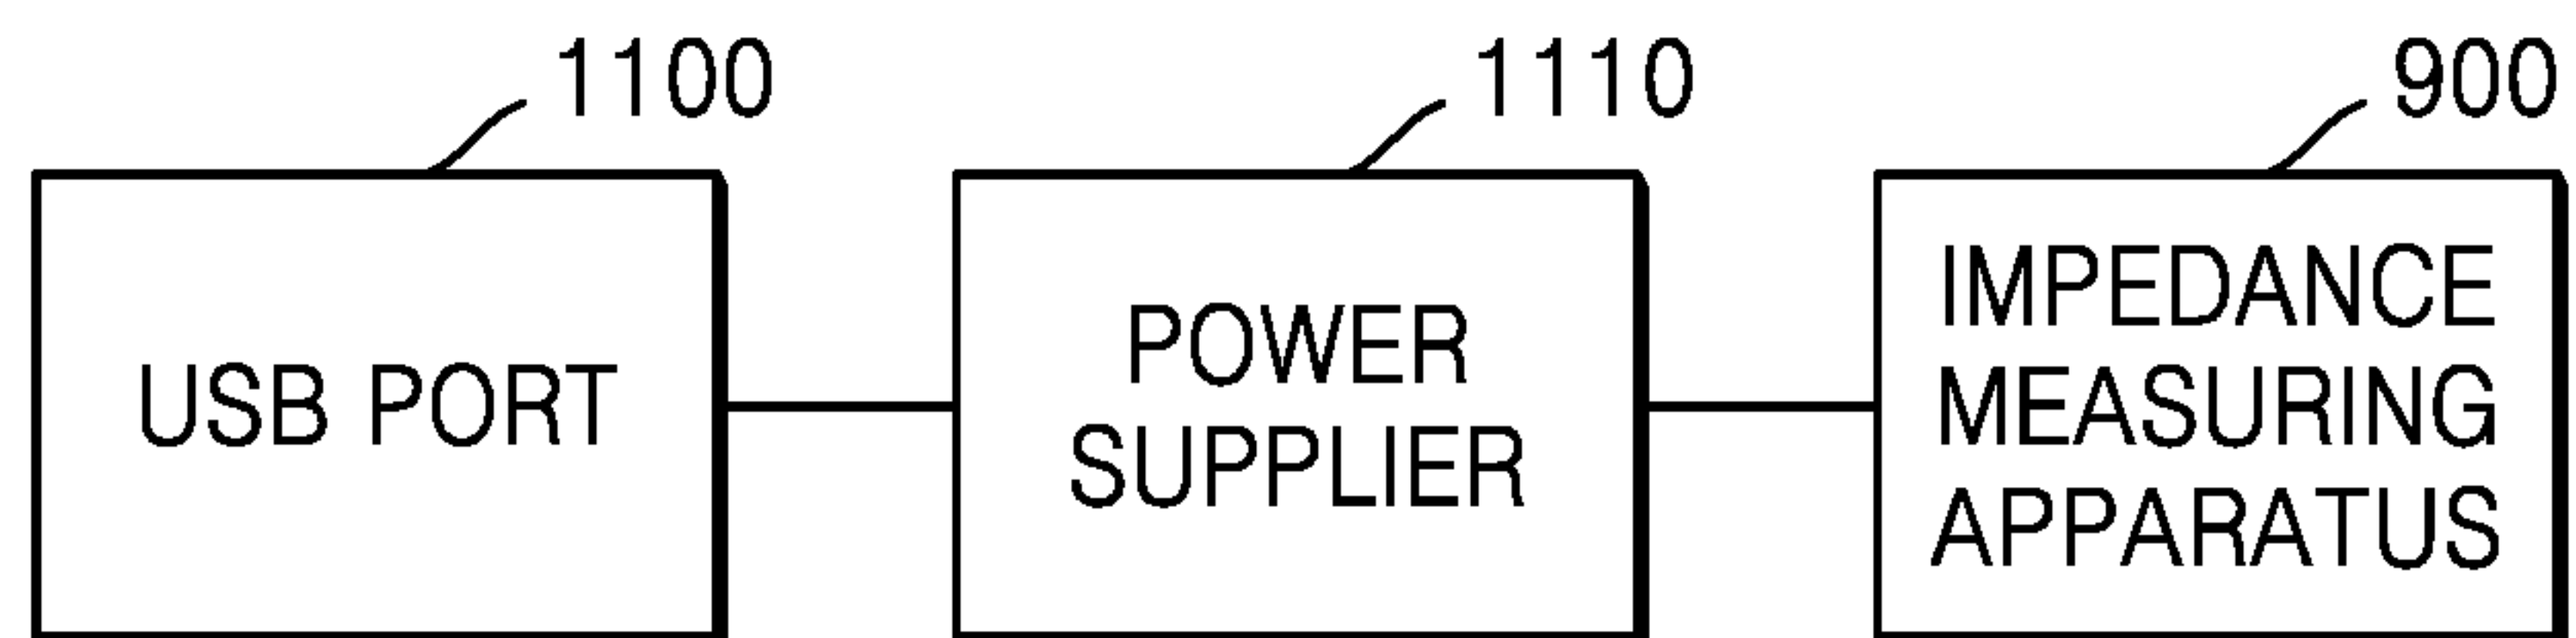 1100
1110
900
USB PORT
POWER
SUPPLIER
IMPEDANCE
MEASURING
APPARATUS